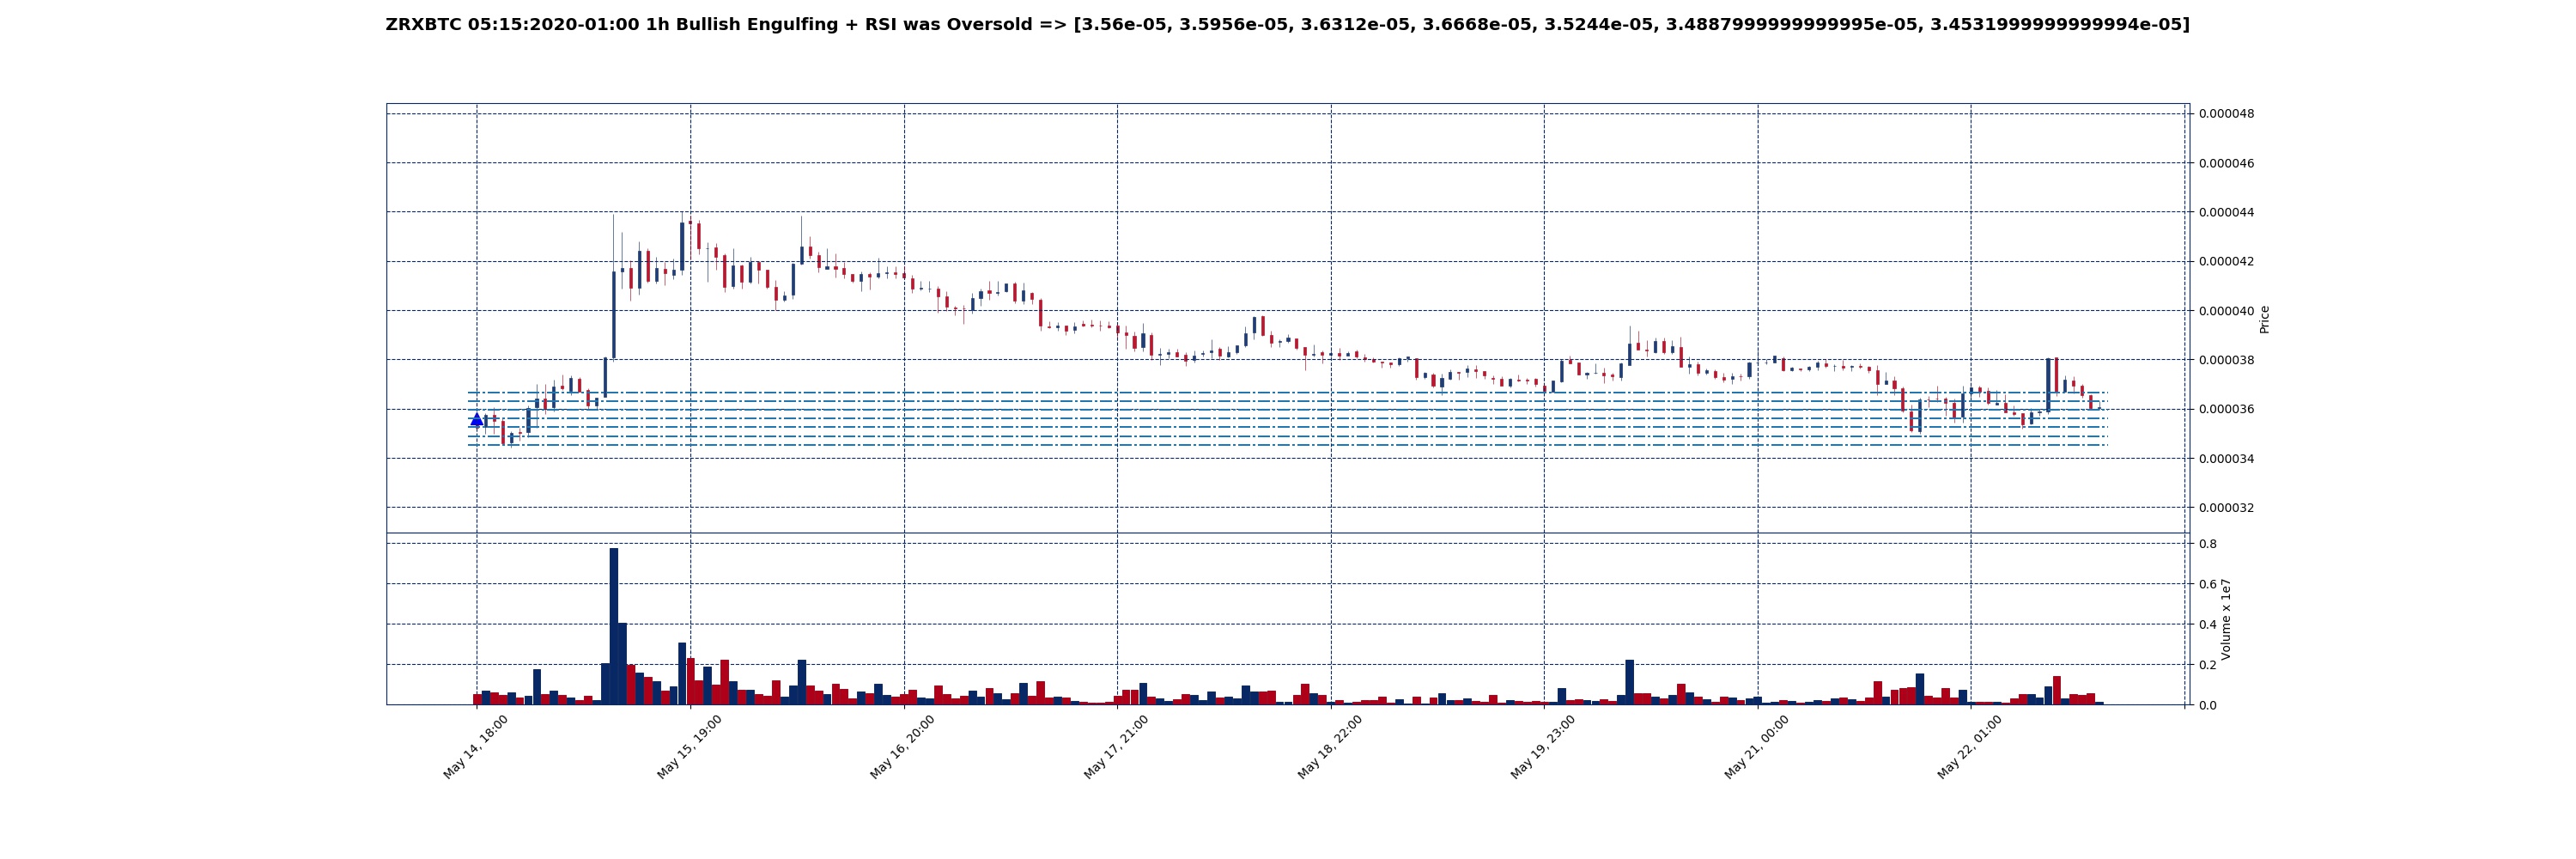 ZRXBTC 05:15:2020-01:00 1h Bullish Engulfing + RSI was Oversold => [3.56e-05, 3.5956e-05, 3.6312e-05, 3.6668e-05, 3.5244e-05, 3.4887999999999995e-05, 3.4531999999999994e-05]
0.000048
0.000046
0.000044
0.000042
0.000040
0.000038
0.000036
0.000034
0.000032
Price
0.8
0.6
0.4
0.2
0.0
Volume x 1e7
May 14, 18:00
May 15, 19:00
May 16, 20:00
May 17, 21:00
May 18, 22:00
May 19, 23:00
May 21, 00:00
May 22, 01:00